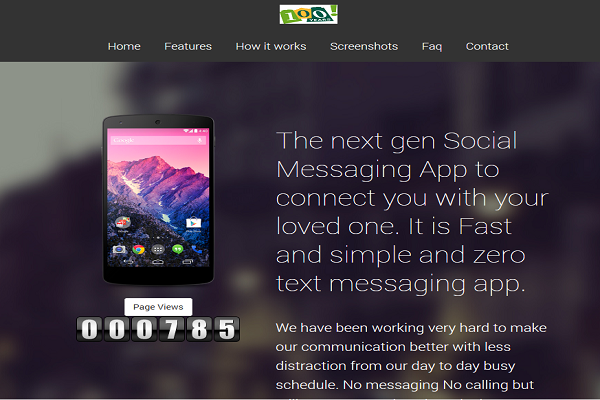 100!
YEARS
Home Features How it works Screenshots Faq Contact
Google
The next gen Social
Messaging App to
connect you with your
loved one. It is Fast
and simple and zero
text messaging app.
Page Views
000785
We have been working very hard to make
our communication better with less
distraction from our day to day busy
schedule. No messaging No calling but